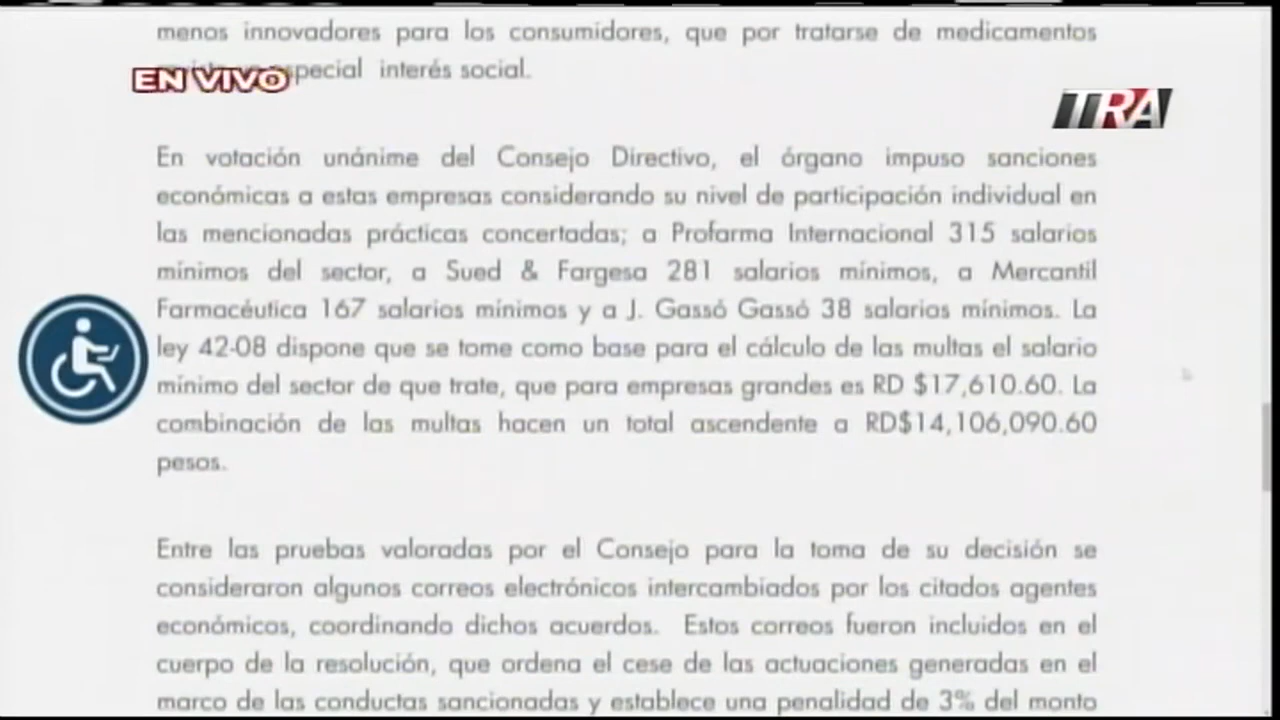 menos innovadores para los consumidores, que por tratarse de medicamentos
especial interés social.
EN VIVO
TRA
En votación unánime del Consejo Directivo, el órgano impuso sanciones
económicas a estas empresas considerando su nivel de participación individual en
las mencionadas prácticas concertadas; a Profarma Internacional 315 salarios
mínimos del sector, a Sued & Fargesa 281 salarios mínimos, a Mercantil
Farmacéutica 167 salarios mínimos y a J. Gassó Gassó 38 salarios mínimos. La
ley 42-08 dispone que se tome como base para el cálculo de las multas el salario
mínimo del sector de que trate, que para empresas grandes es RD $17,610.60. La
combinación de las multas hacen un total ascendente a RD$14,106,090.60
pesos.
Entre las pruebas valoradas por el Consejo para la toma de su decisión se
consideraron algunos correos electrónicos intercambiados por los citados agentes
económicos, coordinando dichos acuerdos. Estos correos fueron incluidos en el
cuerpo de la resolución, que ordena el cese de las actuaciones generadas en el
marco de las conductas sancionadas y establece una penalidad de 3% del monto